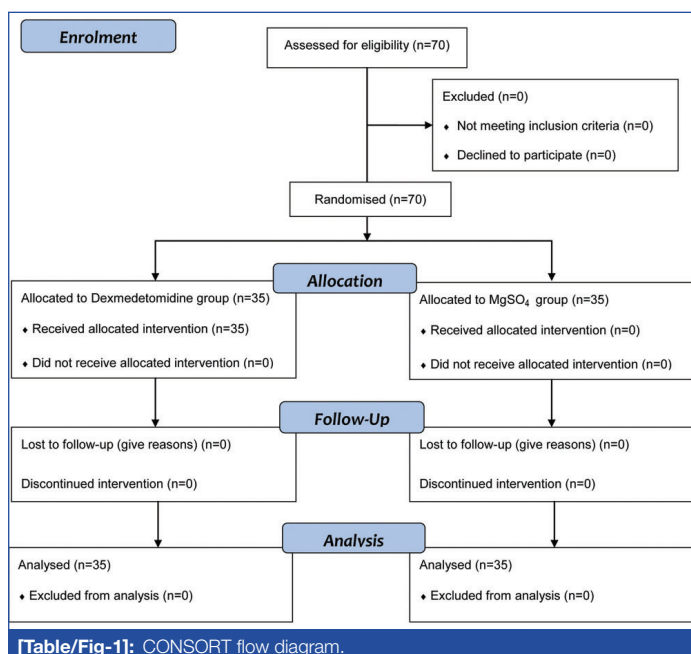 Enrolment
Assessed for eligibility (n=70)
Excluded (n=0)
♦ Not meeting inclusion criteria (n=0)
♦ Declined to participate (n=0)
Randomised (n=70)
Allocation
Allocated to Dexmedetomidine group (n=35)
♦ Received allocated intervention (n=35)
♦ Did not receive allocated intervention (n=0)
Allocated to MgSO₄ group (n=35)
♦ Received allocated intervention (n=0)
♦ Did not receive allocated intervention (n=0)
Follow-Up
Lost to follow-up (give reasons) (n=0)
Discontinued intervention (n=0)
Lost to follow-up (give reasons) (n=0)
Discontinued intervention (n=0)
Analysis
Analysed (n=35)
♦ Excluded from analysis (n=0)
Analysed (n=35)
♦ Excluded from analysis (n=0)
[Table/Fig-1]: CONSORT flow diagram.